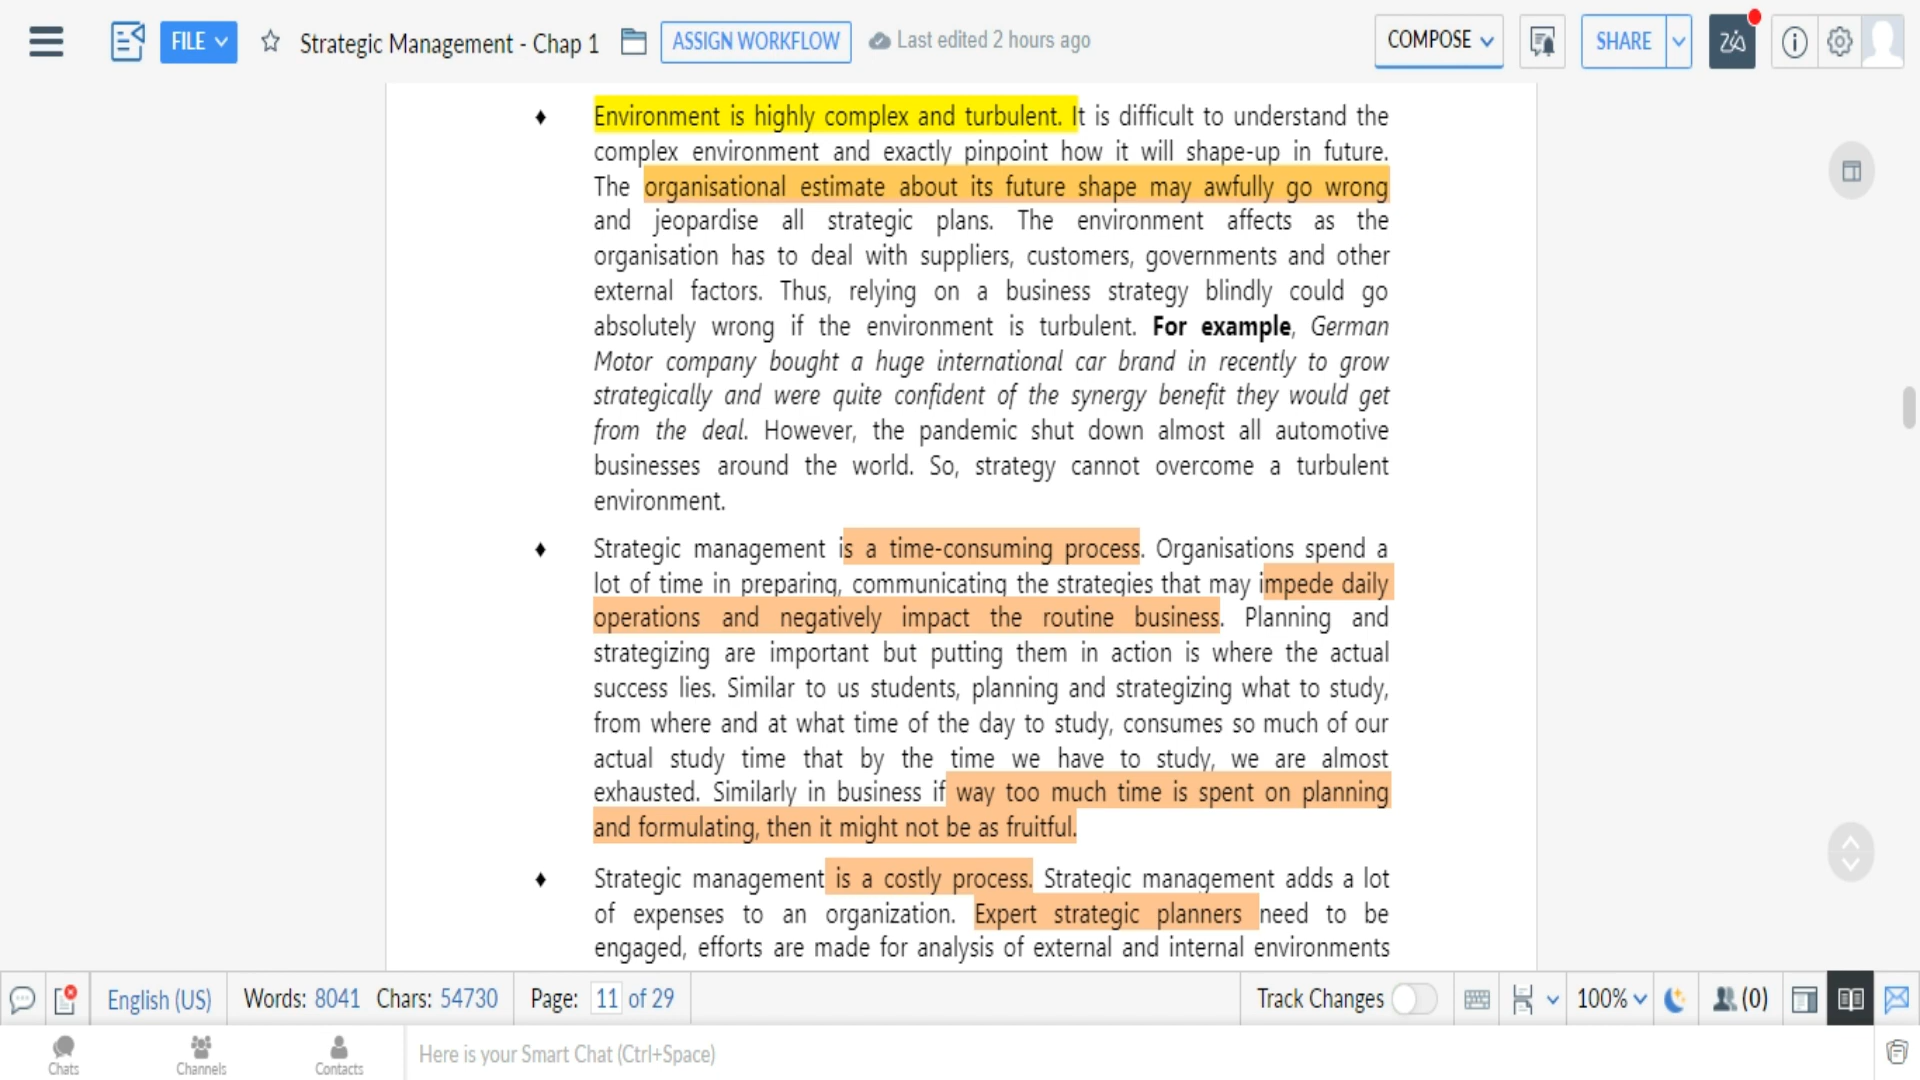 FILE
Strategic Management - Chap 1
ASSIGN WORKFLOW
Last edited 2 hours ago
COMPOSE
SHARE
♦ Environment is highly complex and turbulent. It is difficult to understand the
complex environment and exactly pinpoint how it will shape-up in future.
The organisational estimate about its future shape may awfully go wrong
and jeopardise all strategic plans. The environment affects as the
organisation has to deal with suppliers, customers, governments and other
external factors. Thus, relying on a business strategy blindly could go
absolutely wrong if the environment is turbulent. For example, German
Motor company bought a huge international car brand in recently to grow
strategically and were quite confident of the synergy benefit they would get
from the deal. However, the pandemic shut down almost all automotive
businesses around the world. So, strategy cannot overcome a turbulent
environment.
♦ Strategic management is a time-consuming process. Organisations spend a
lot of time in preparing, communicating the strategies that may impede daily
operations and negatively impact the routine business. Planning and
strategizing are important but putting them in action is where the actual
success lies. Similar to us students, planning and strategizing what to study,
from where and at what time of the day to study, consumes so much of our
actual study time that by the time we have to study, we are almost
exhausted. Similarly in business if way too much time is spent on planning
and formulating, then it might not be as fruitful.
♦ Strategic management is a costly process. Strategic management adds a lot
of expenses to an organization. Expert strategic planners need to be
engaged, efforts are made for analysis of external and internal environments
English (US) Words: 8041 Chars: 54730 Page: 11 of 29 Track Changes 100% (0)
Chats Channels Contacts Here is your Smart Chat (Ctrl+Space)